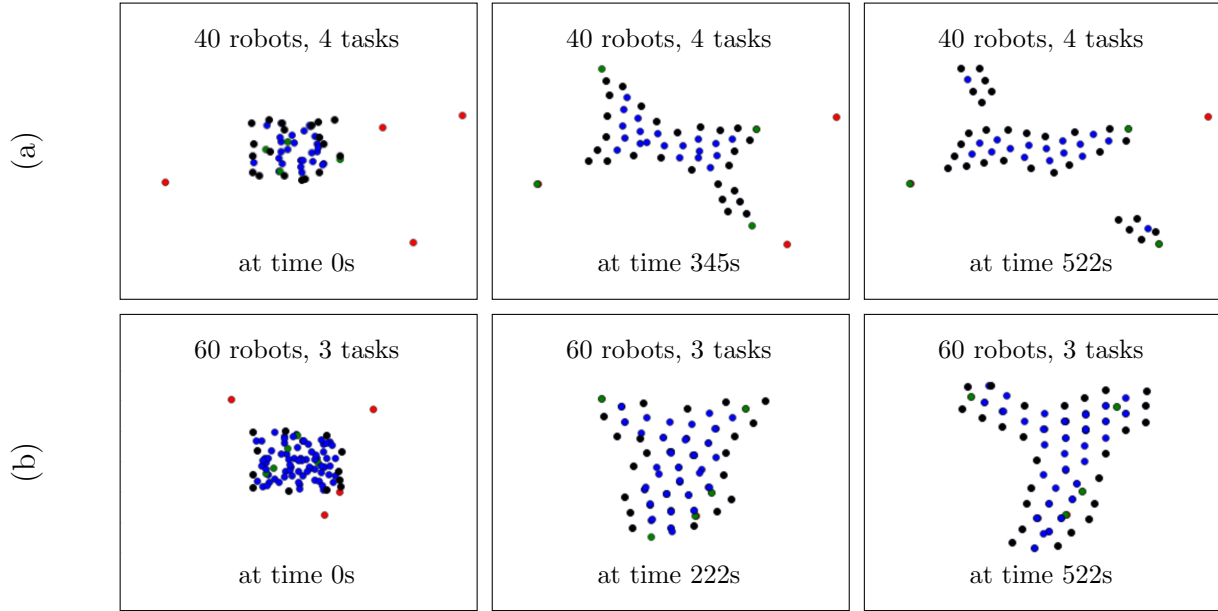 (a)
40 robots, 4 tasks
at time 0s
40 robots, 4 tasks
at time 345s
40 robots, 4 tasks
at time 522s
(b)
60 robots, 3 tasks
at time 0s
60 robots, 3 tasks
at time 222s
60 robots, 3 tasks
at time 522s